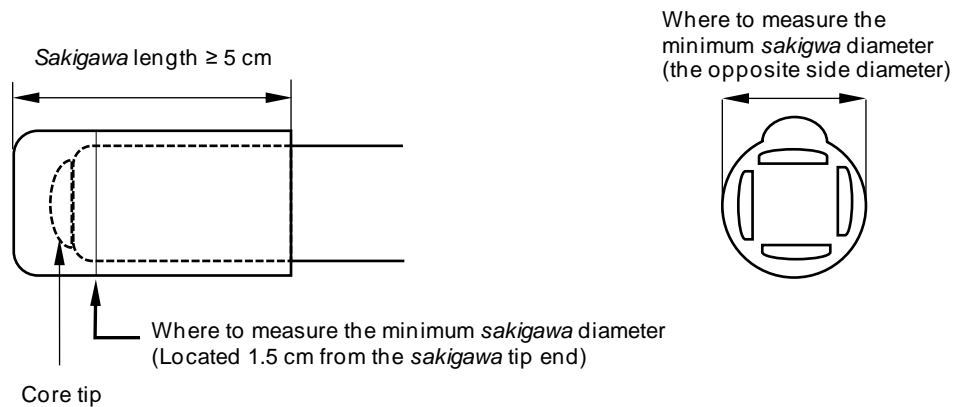 Sakigawa length ≥ 5 cm
Where to measure the
minimum sakigwa diameter
(the opposite side diameter)
Where to measure the minimum sakigawa diameter
(Located 1.5 cm from the sakigawa tip end)
Core tip